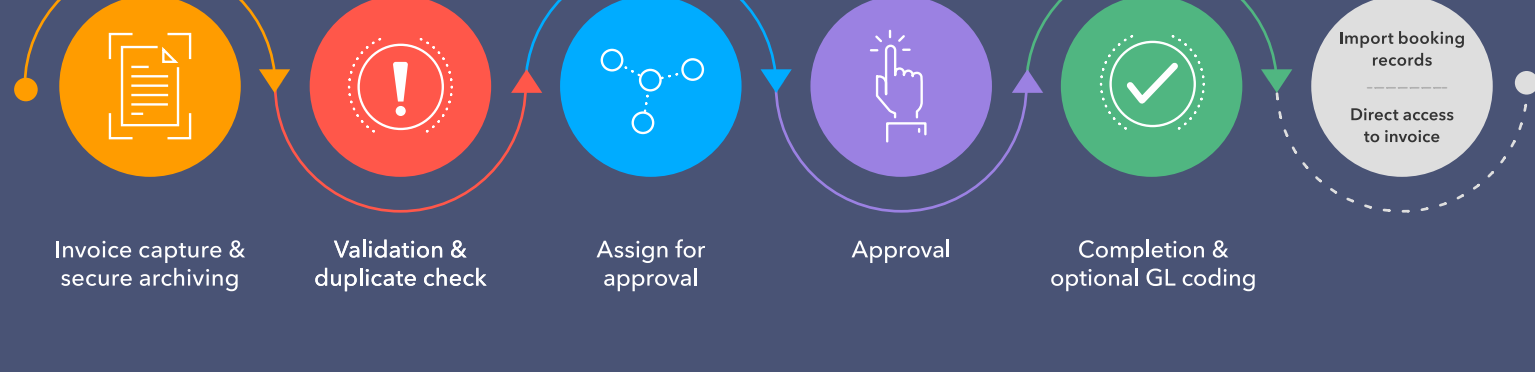 Import booking
records
Direct access
to invoice
Invoice capture &
secure archiving
Validation &
duplicate check
Assign for
approval
Approval
Completion &
optional GL coding